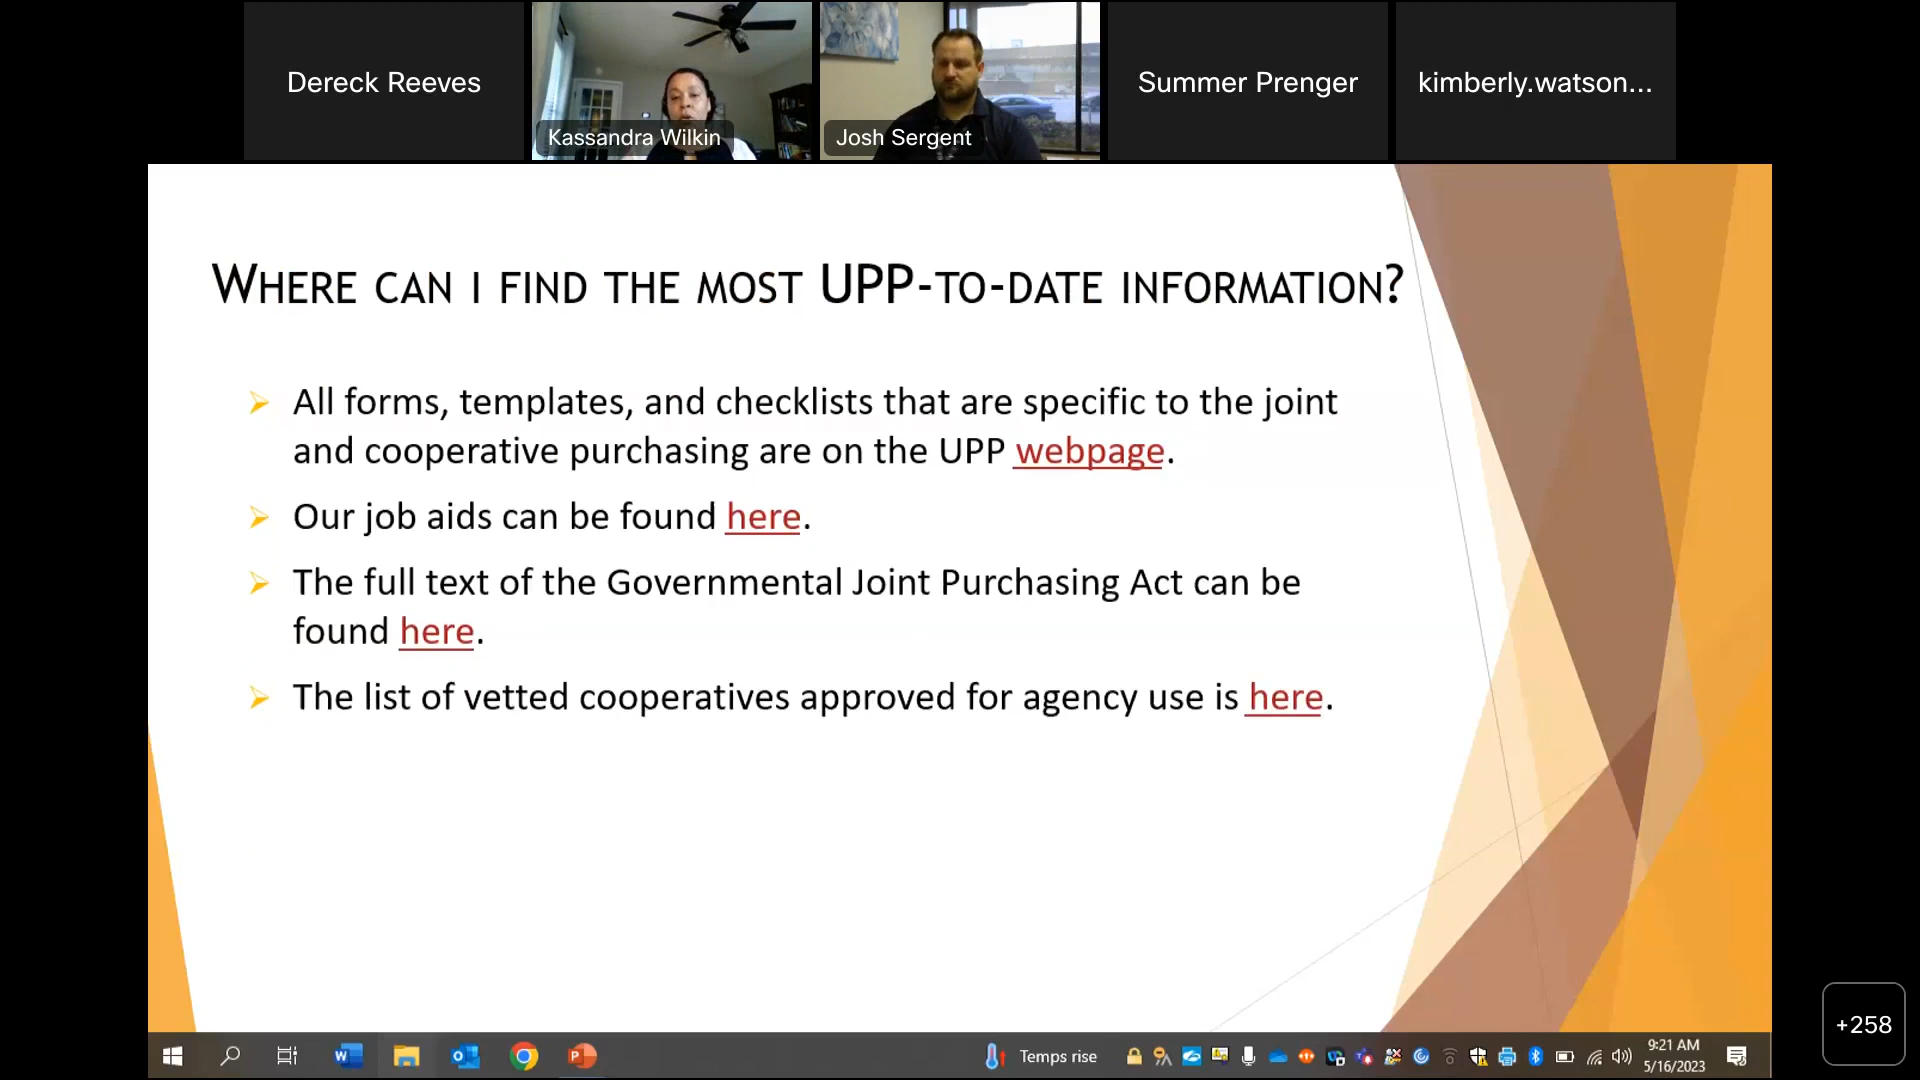 Dereck Reeves
Kassandra Wilkin
Josh Sergent
Summer Prenger
kimberly.watson...
WHERE CAN I FIND THE MOST UPP-TO-DATE INFORMATION?
All forms, templates, and checklists that are specific to the joint
and cooperative purchasing are on the UPP webpage.
Our job aids can be found here.
The full text of the Governmental Joint Purchasing Act can be
found here.
The list of vetted cooperatives approved for agency use is here.
+258
Temps rise
9:21 AM
5/16/2023